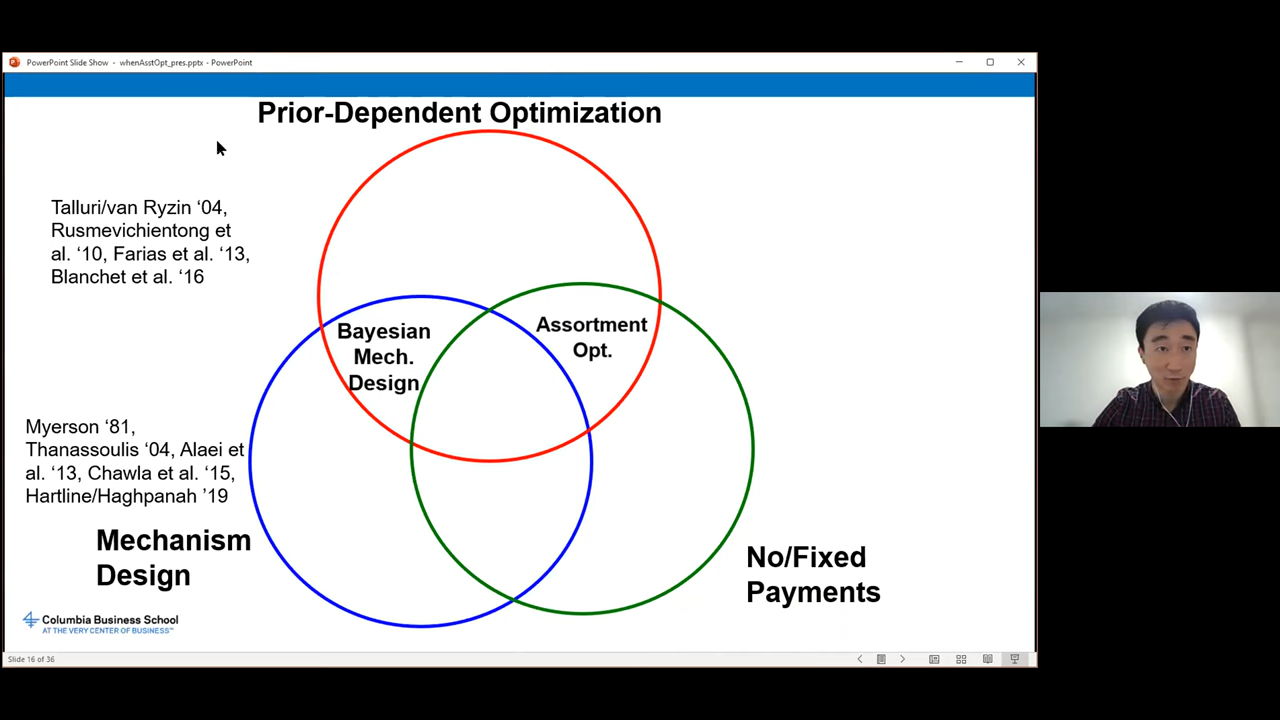 PowerPoint Slide Show - whenAsstOpt_pres.pptx - PowerPoint
Prior-Dependent Optimization
Talluri/van Ryzin ‘04,
Rusmevichientong et
al. ‘10, Farias et al. ‘13,
Blanchet et al. ‘16
Bayesian
Mech.
Design
Assortment
Opt.
Myerson ‘81,
Thanassoulis ‘04, Alaei et
al. ‘13, Chawla et al. ‘15,
Hartline/Haghpanah ’19
Mechanism
Design
No/Fixed
Payments
Columbia Business School
AT THE VERY CENTER OF BUSINESS™
Slide 16 of 36